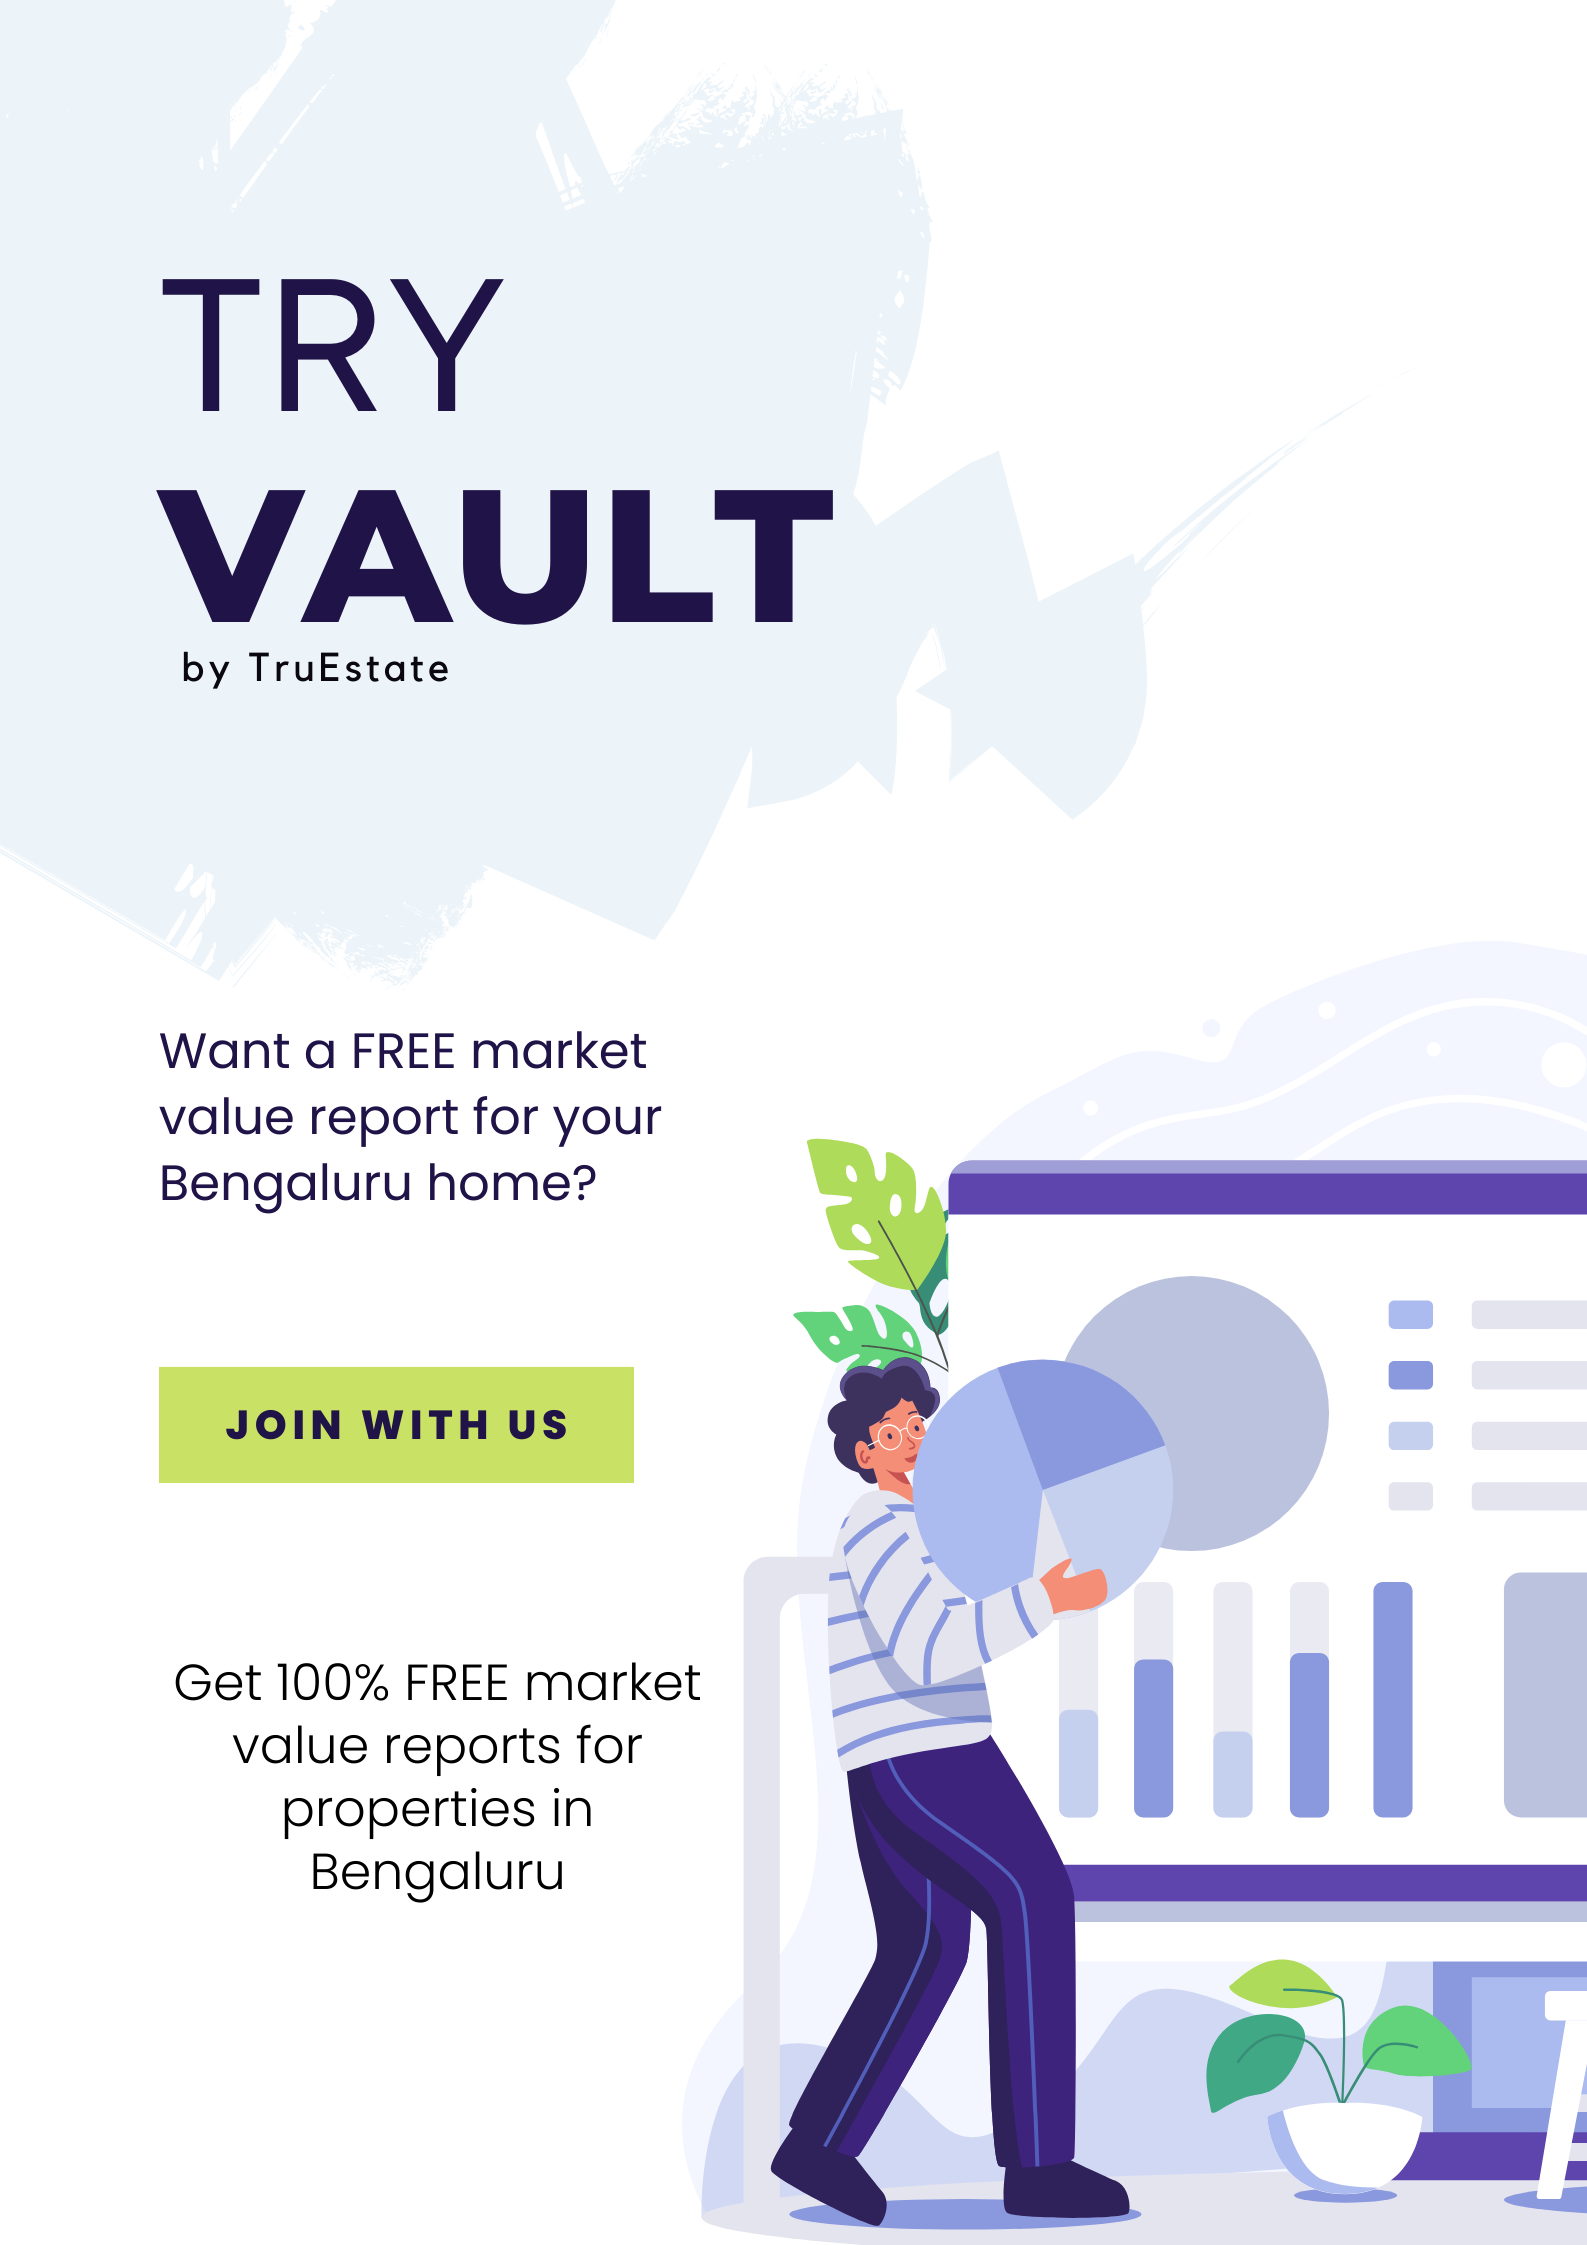 TRY
VAULT
by TruEstate
Want a FREE market
value report for your
Bengaluru home?
JOIN WITH US
Get 100% FREE market
value reports for
properties in
Bengaluru